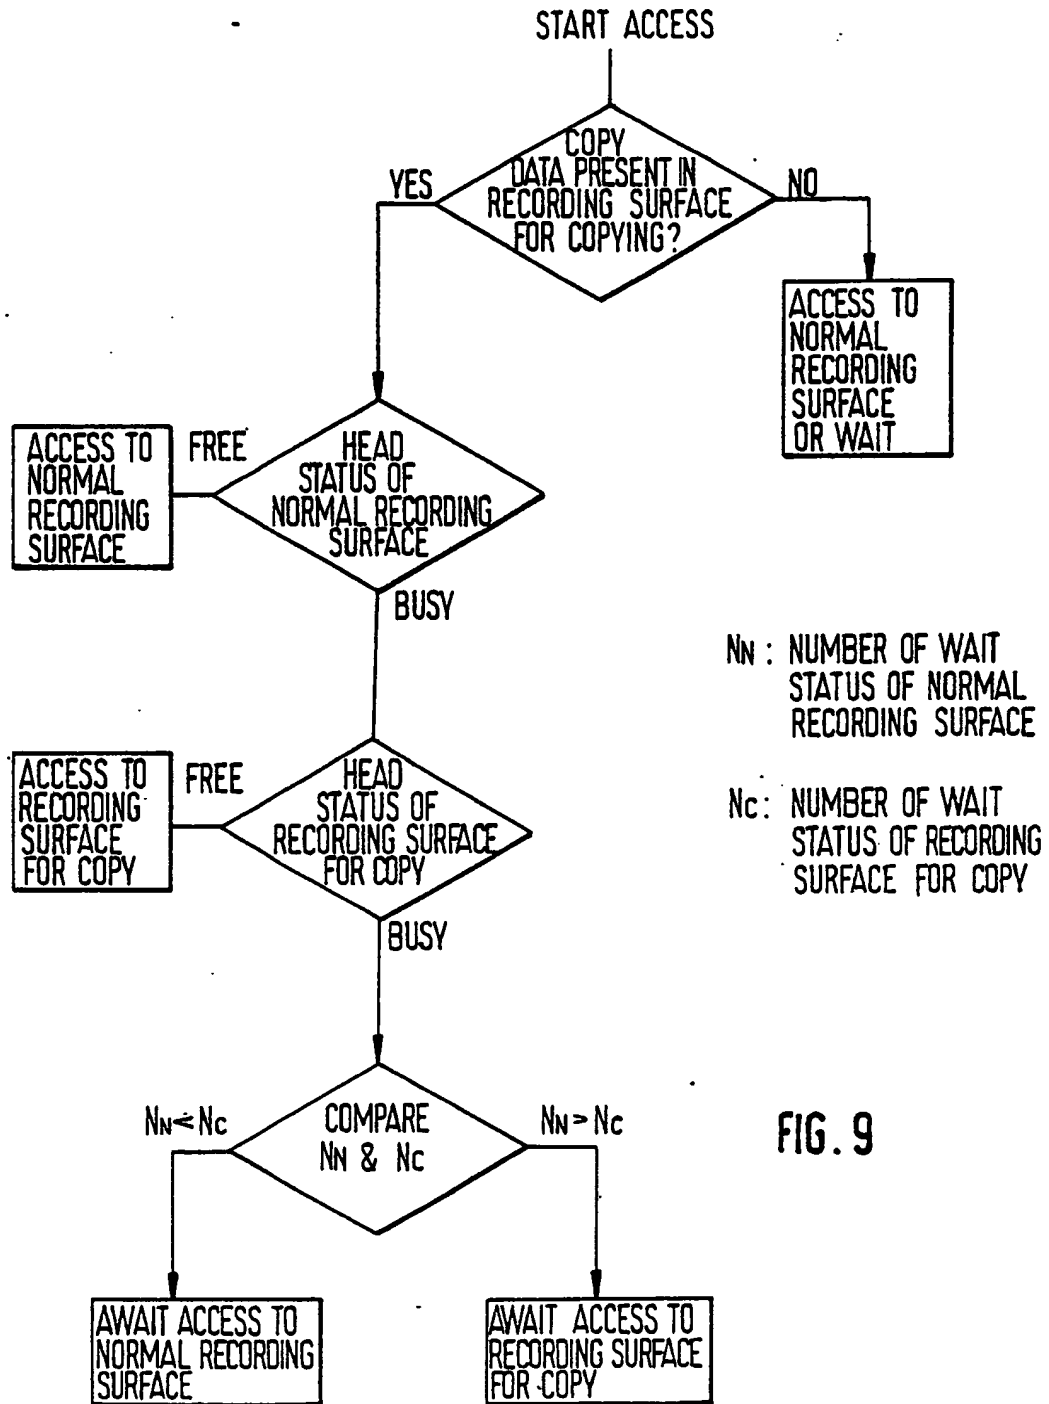 START ACCESS
COPY
DATA PRESENT IN
RECORDING SURFACE
FOR COPYING?
YES
NO
ACCESS TO
NORMAL
RECORDING
SURFACE
OR WAIT
ACCESS TO
NORMAL
RECORDING
SURFACE
FREE
HEAD
STATUS OF
NORMAL RECORDING
SURFACE
BUSY
NN : NUMBER OF WAIT
STATUS OF NORMAL
RECORDING SURFACE
ACCESS TO
RECORDING
SURFACE
FOR COPY
FREE
HEAD
STATUS OF
RECORDING SURFACE
FOR COPY
BUSY
NC : NUMBER OF WAIT
STATUS OF RECORDING
SURFACE FOR COPY
NN < NC
COMPARE
NN & NC
NN > NC
FIG. 9
AWAIT ACCESS TO
NORMAL RECORDING
SURFACE
AWAIT ACCESS TO
RECORDING SURFACE
FOR COPY